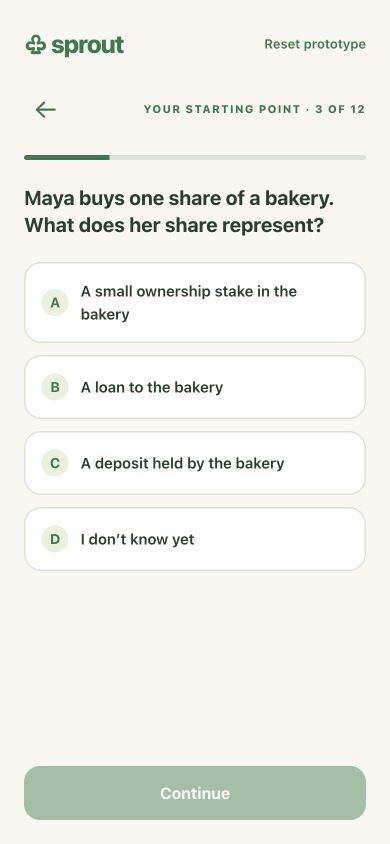 sprout
Reset prototype
YOUR STARTING POINT · 3 OF 12
Maya buys one share of a bakery.
What does her share represent?
A
A small ownership stake in the
bakery
B
A loan to the bakery
C
A deposit held by the bakery
D
I don’t know yet
Continue